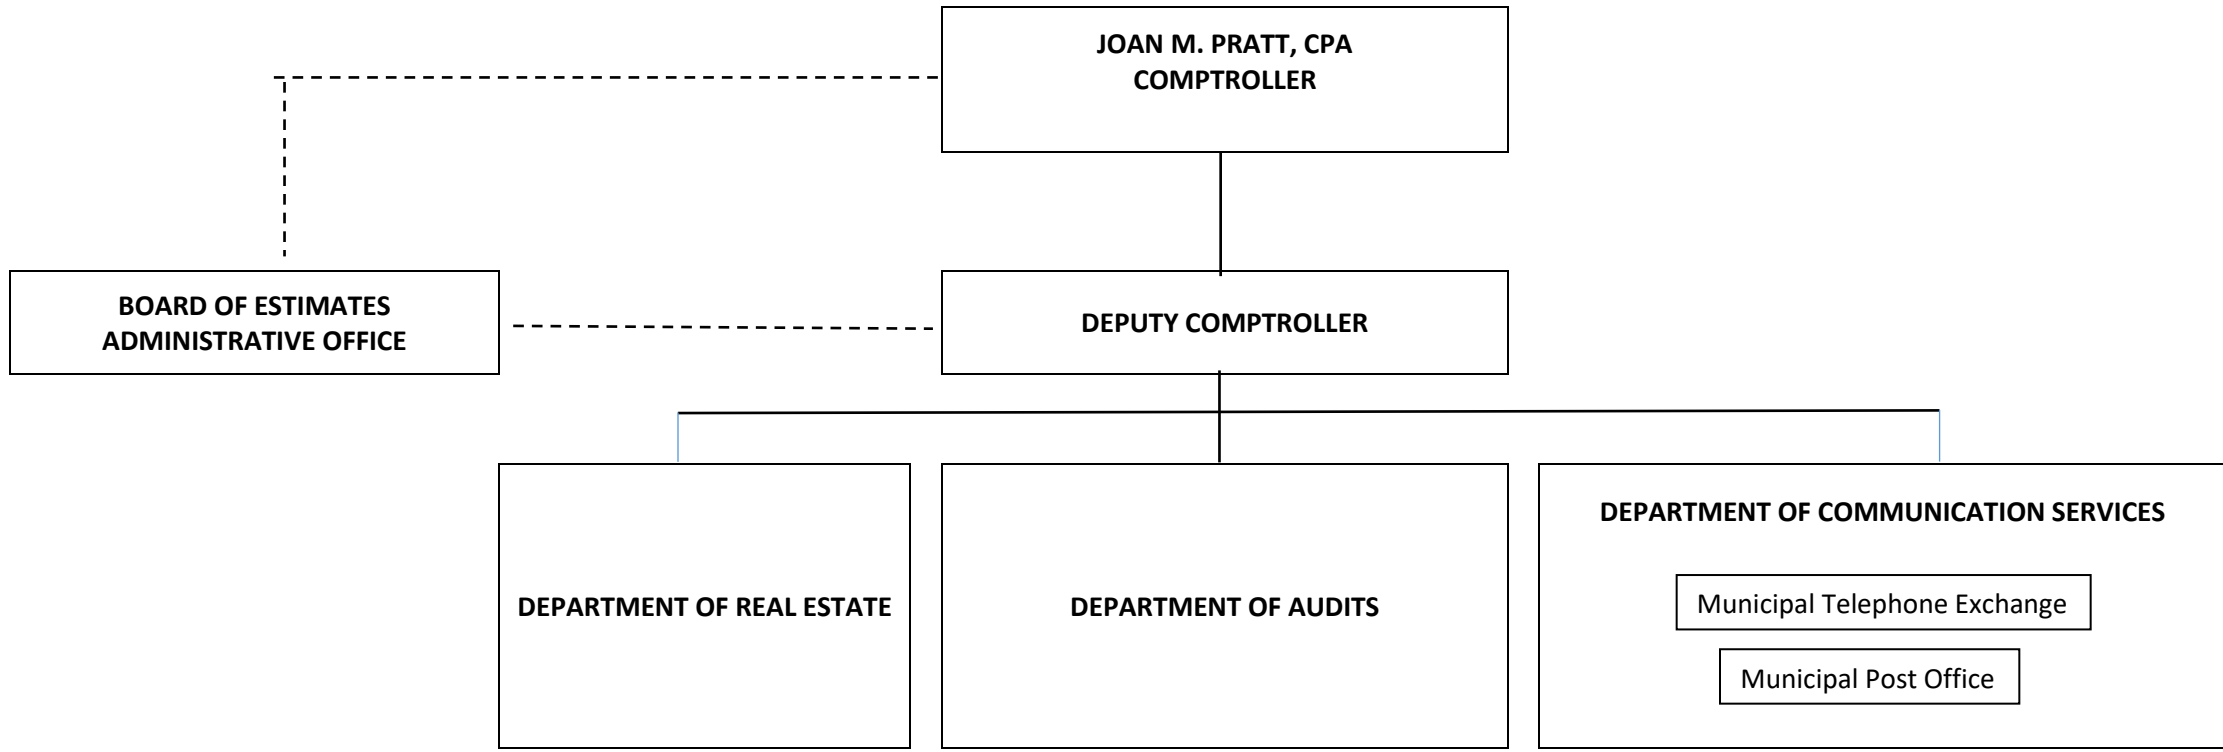 JOAN M. PRATT, CPA
COMPTROLLER
BOARD OF ESTIMATES
ADMINISTRATIVE OFFICE
DEPUTY COMPTROLLER
DEPARTMENT OF REAL ESTATE
DEPARTMENT OF AUDITS
DEPARTMENT OF COMMUNICATION SERVICES
Municipal Telephone Exchange
Municipal Post Office